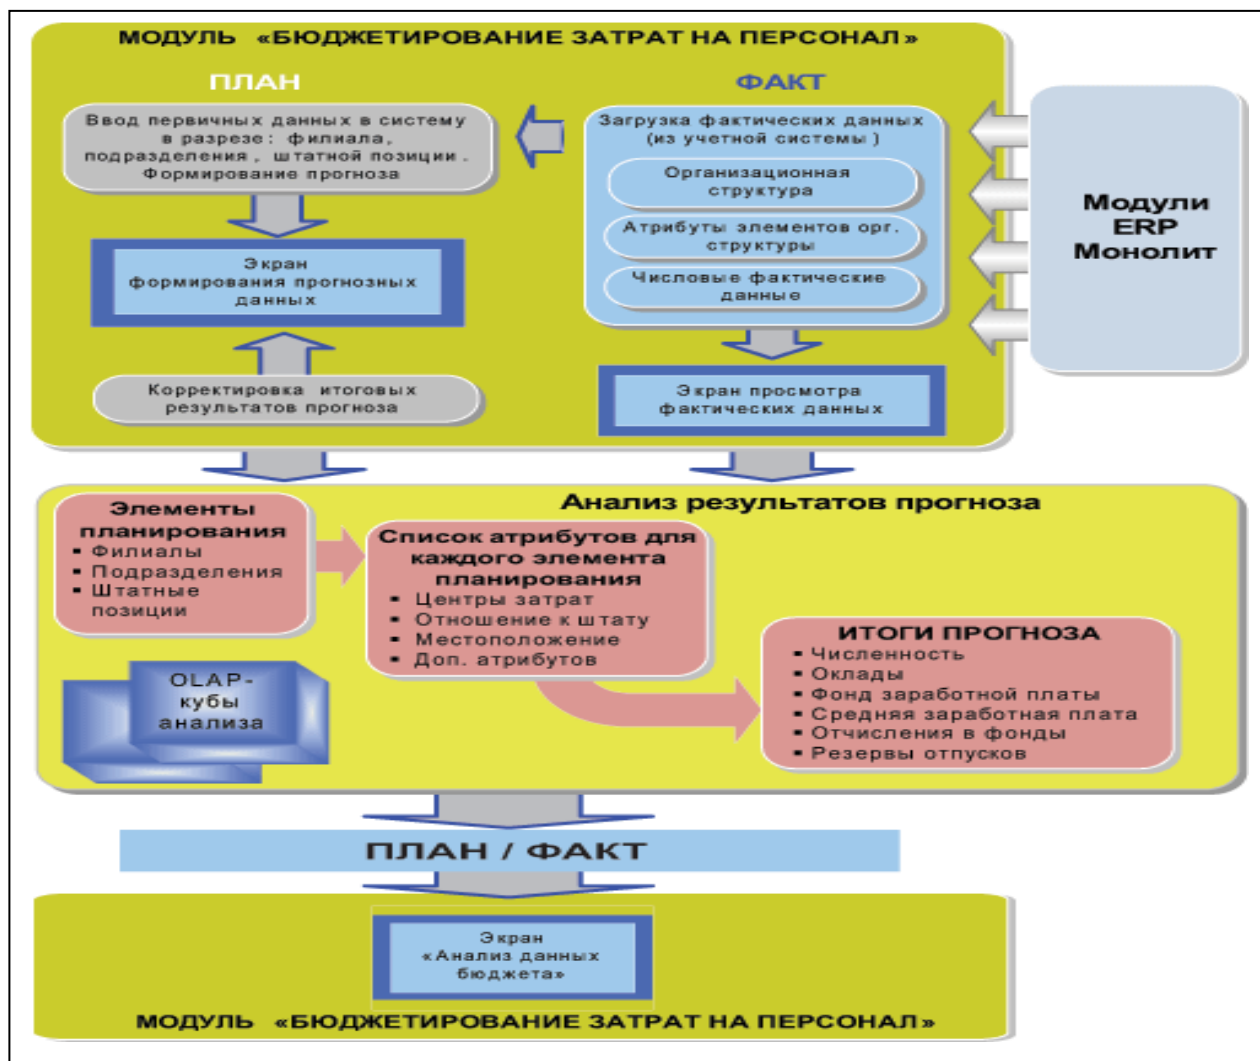 МОДУЛЬ «БЮДЖЕТИРОВАНИЕ ЗАТРАТ НА ПЕРСОНАЛ»
ПЛАН
Ввод первичных данных в систему
в разрезе: филиала,
подразделения, штатной позиции.
Формирование прогноза
Экран
формирования прогнозных
данных
Корректировка итоговых
результатов прогноза
ФАКТ
Загрузка фактических данных
(из учетной системы)
Организационная
структура
Атрибуты элементов орг.
структуры
Числовые фактические
данные
Экран просмотра
фактических данных
Модули
ERP
Монолит
Анализ результатов прогноза
Элементы
планирования
▪ Филиалы
▪ Подразделения
▪ Штатные
позиции
Список атрибутов для
каждого элемента
планирования
▪ Центры затрат
▪ Отношение к штату
▪ Местоположение
▪ Доп. атрибутов
ИТОГИ ПРОГНОЗА
▪ Численность
▪ Оклады
▪ Фонд заработной платы
▪ Средняя заработная плата
▪ Отчисления в фонды
▪ Резервы отпусков
OLAP-
кубы
анализа
ПЛАН / ФАКТ
Экран
«Анализ данных
бюджета»
МОДУЛЬ «БЮДЖЕТИРОВАНИЕ ЗАТРАТ НА ПЕРСОНАЛ»